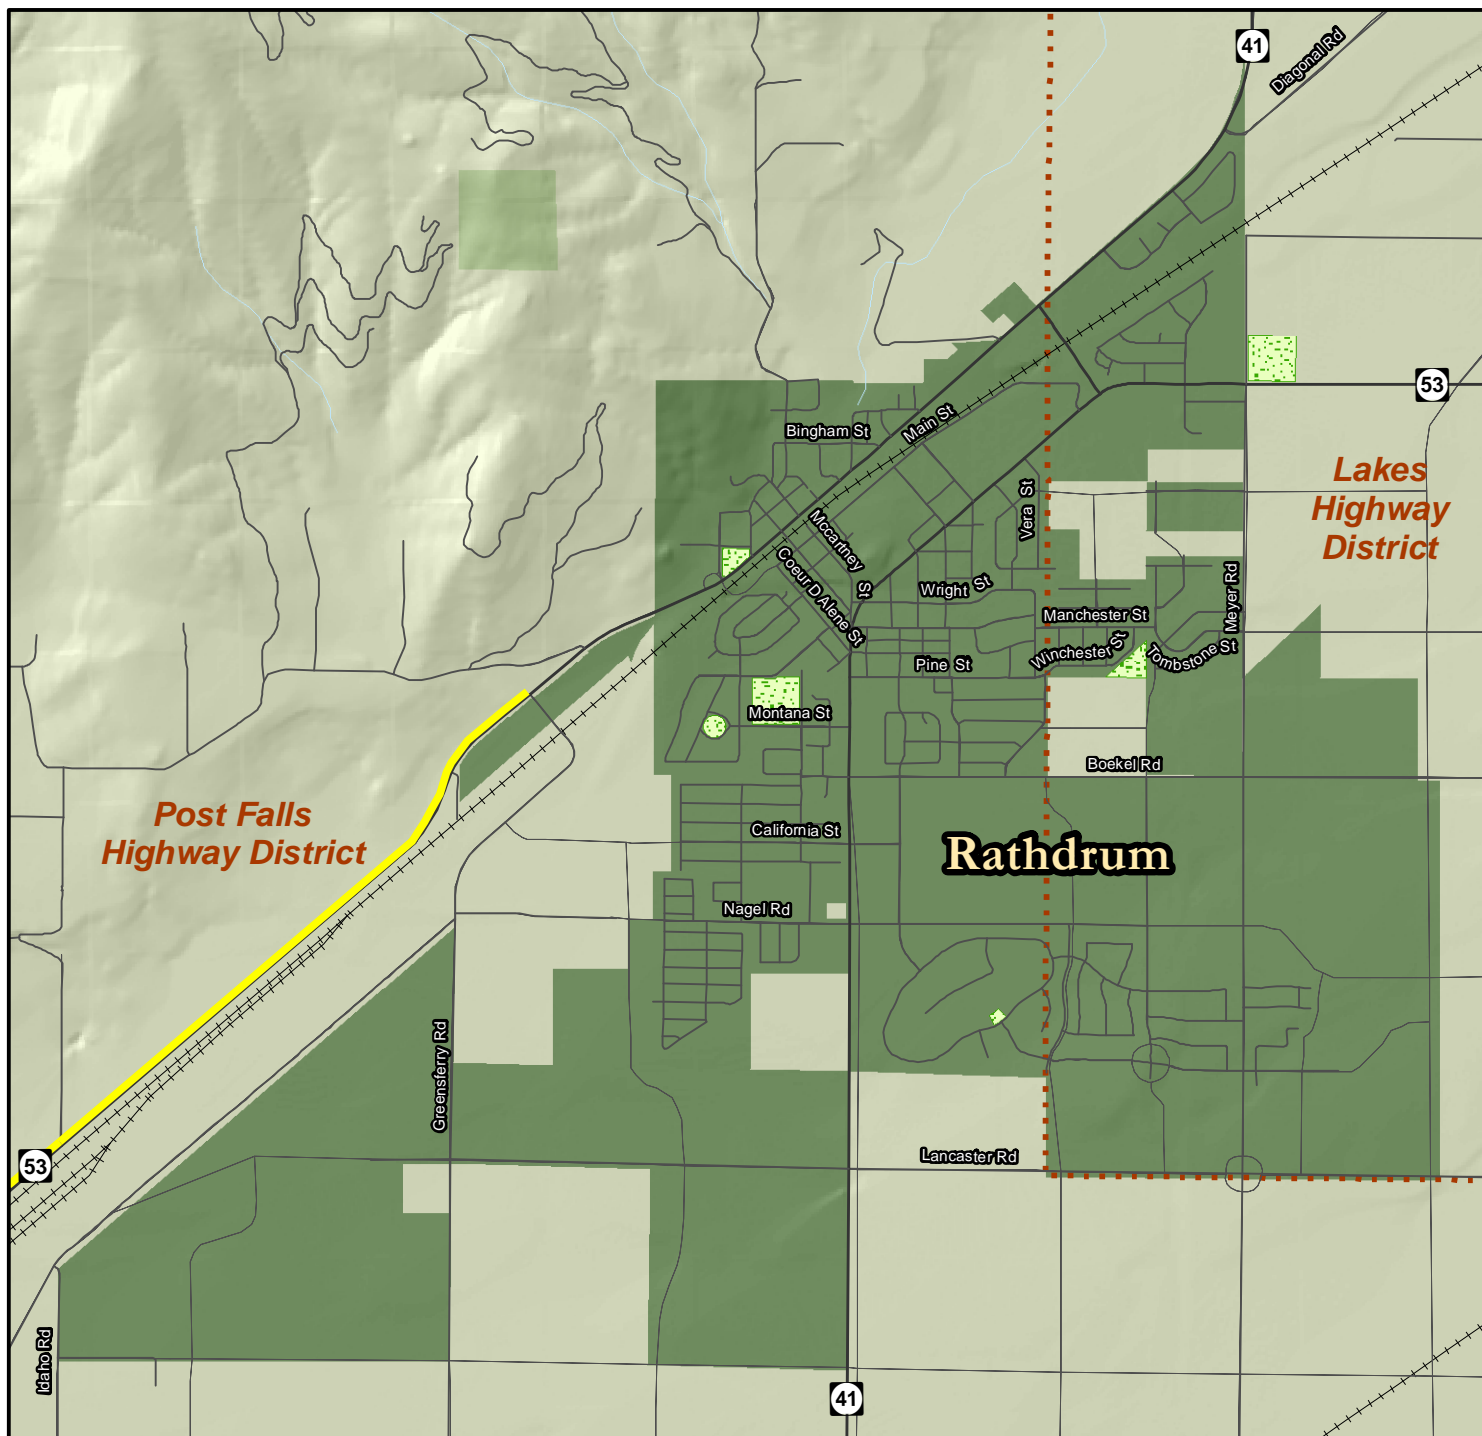 41
Diagonal Rd
53
Main St
Bingham St
Lakes
Highway
District
Vera St
Mccartney St
Coeur D Alene St
Wright St
Meyer Rd
Manchester St
Winchester St
Tombstone St
Pine St
Montana St
Boekel Rd
Post Falls
Highway District
California St
Rathdrum
Nagel Rd
Greensferry Rd
Lancaster Rd
53
Idaho Rd
41